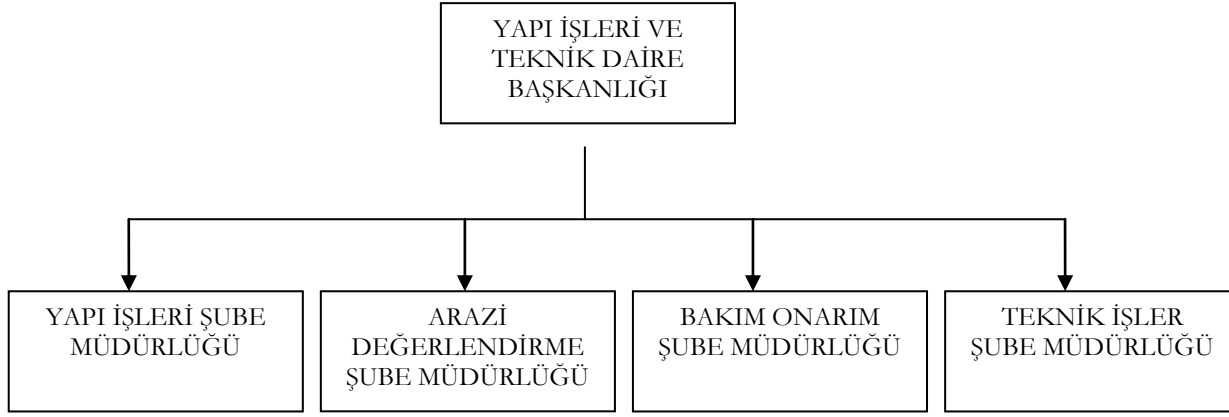 YAPI İŞLERİ VE
TEKNİK DAİRE
BAŞKANLIĞI
YAPI İŞLERİ ŞUBE
MÜDÜRLÜĞÜ
ARAZİ
DEĞERLENDİRME
ŞUBE MÜDÜRLÜĞÜ
BAKIM ONARIM
ŞUBE MÜDÜRLÜĞÜ
TEKNİK İŞLER
ŞUBE MÜDÜRLÜĞÜ